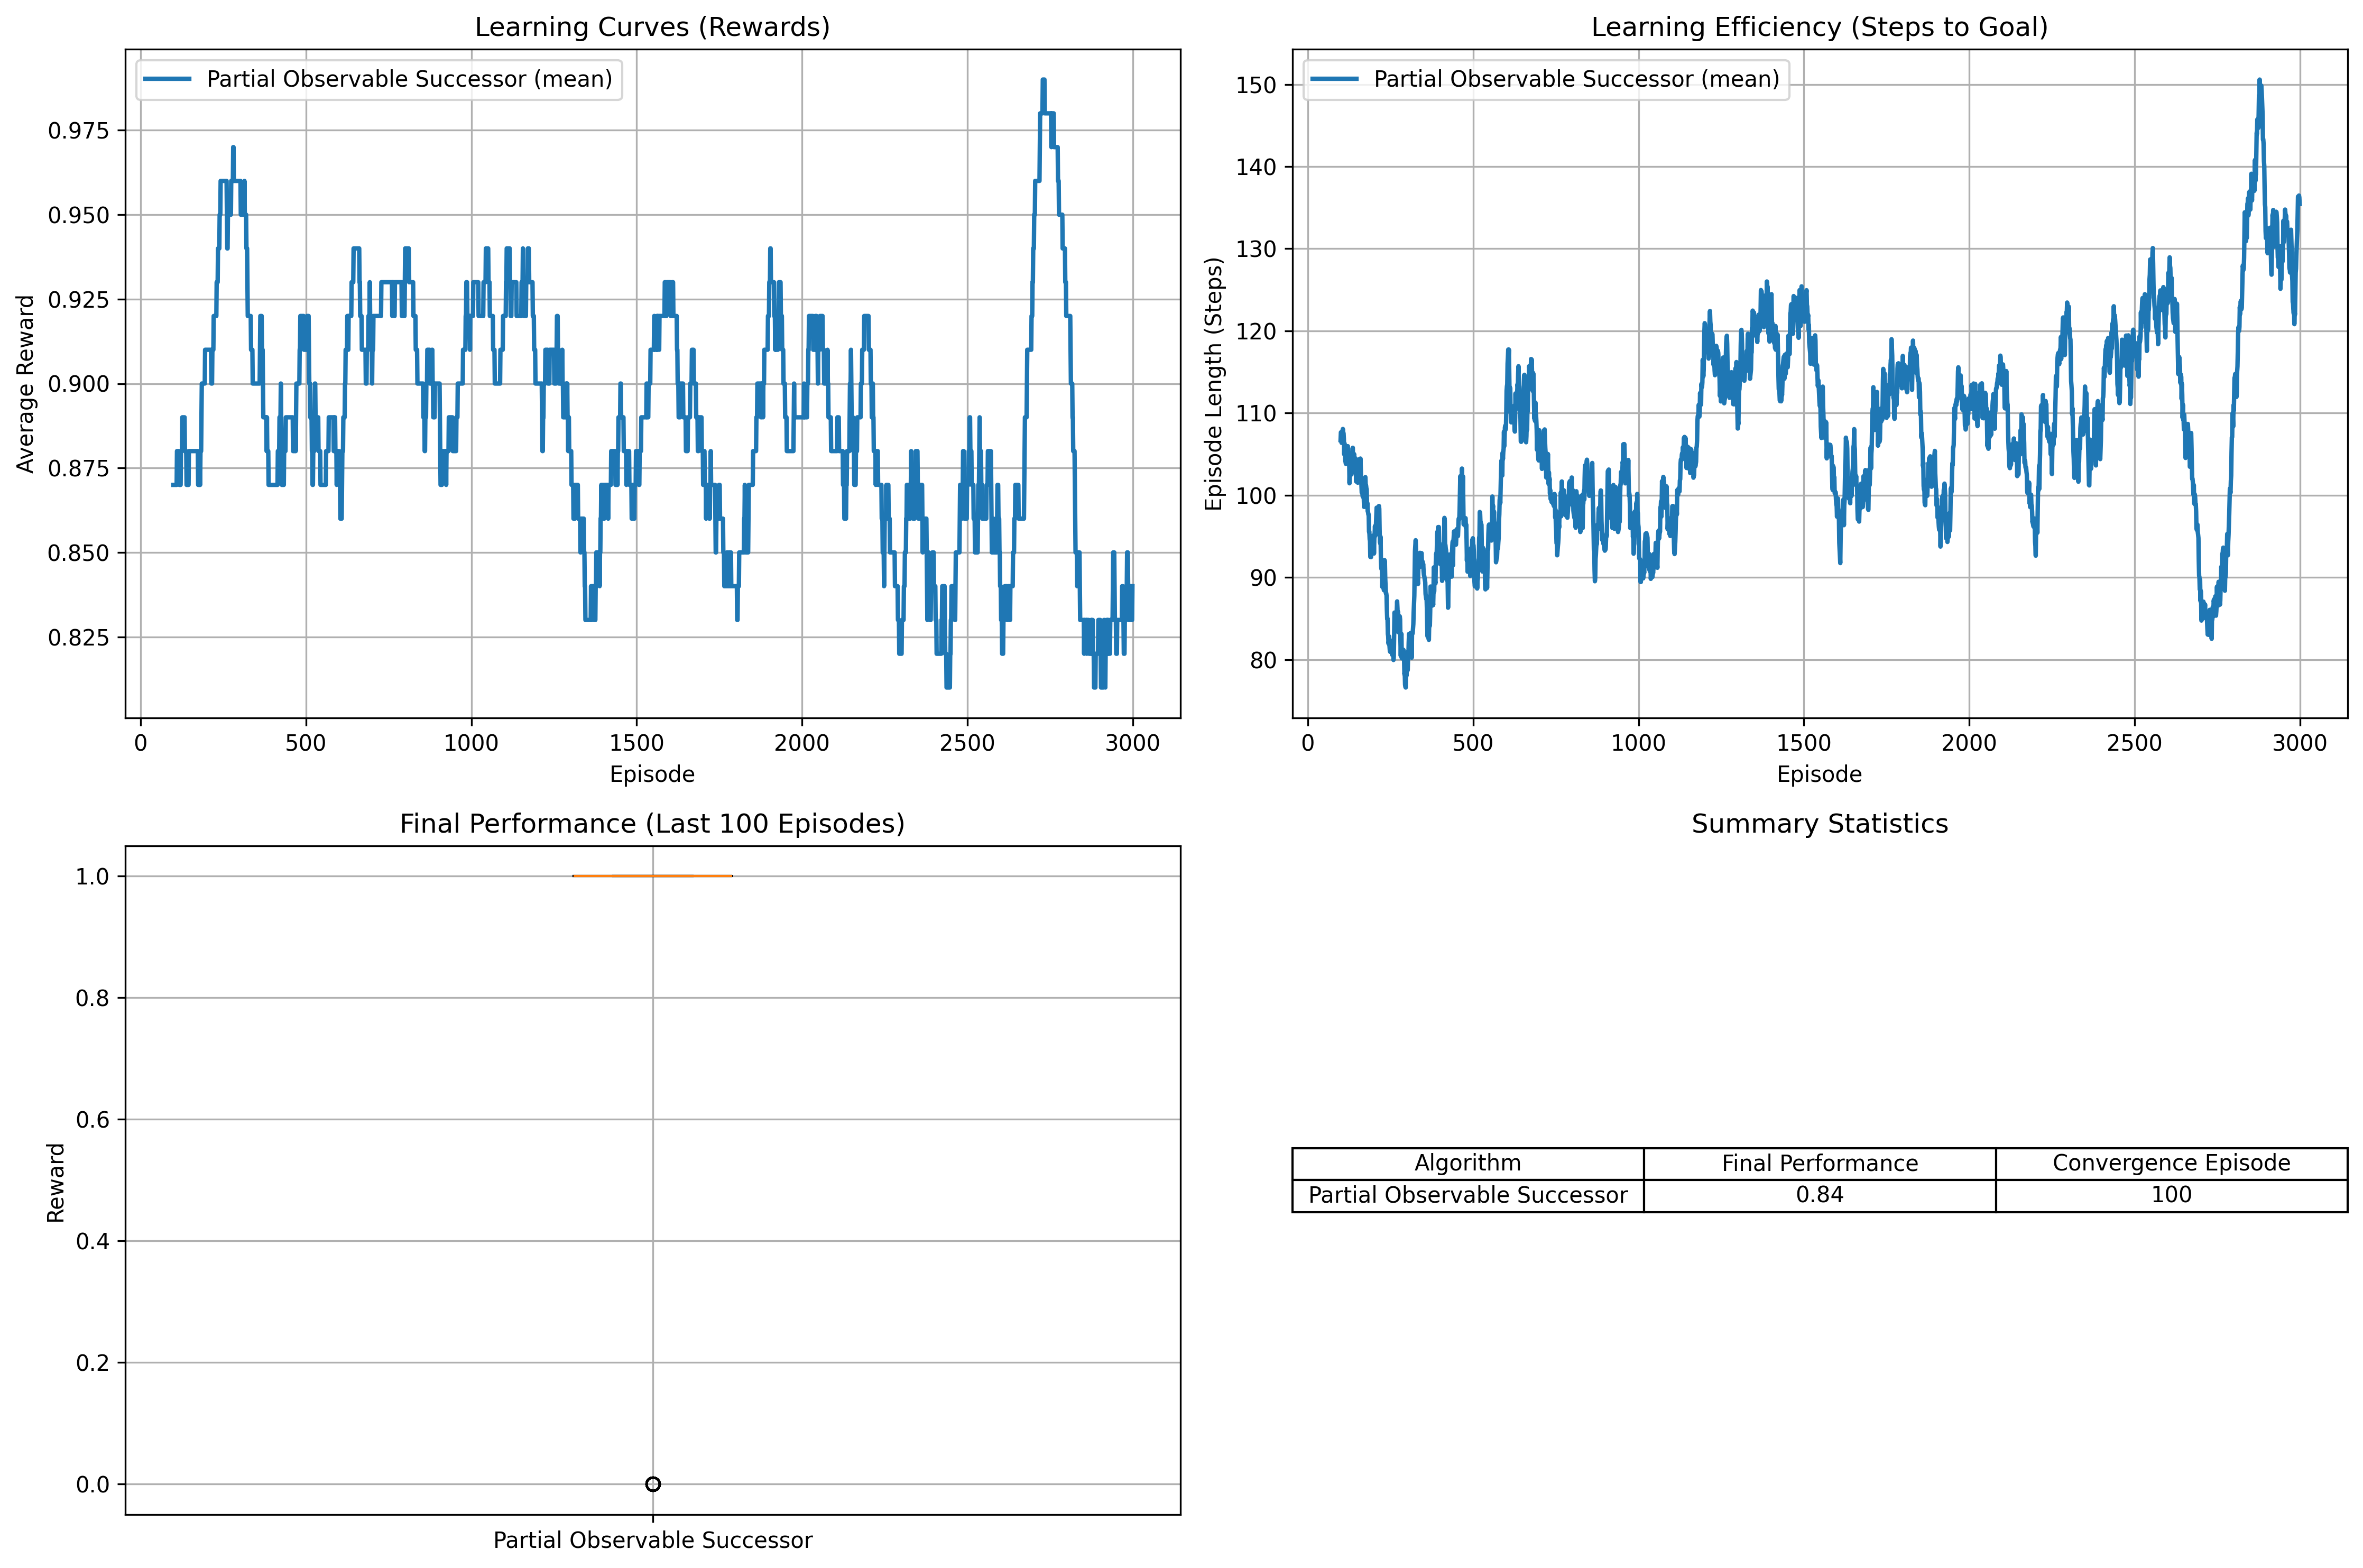 Learning Curves (Rewards)
Partial Observable Successor (mean)
Average Reward
0.975
0.950
0.925
0.900
0.875
0.850
0.825
0
500
1000
1500
2000
2500
3000
Episode
Learning Efficiency (Steps to Goal)
Partial Observable Successor (mean)
Episode Length (Steps)
150
140
130
120
110
100
90
80
0
500
1000
1500
2000
2500
3000
Episode
Final Performance (Last 100 Episodes)
Reward
1.0
0.8
0.6
0.4
0.2
0.0
Partial Observable Successor
Summary Statistics
Algorithm Final Performance Convergence Episode
Partial Observable Successor 0.84 100